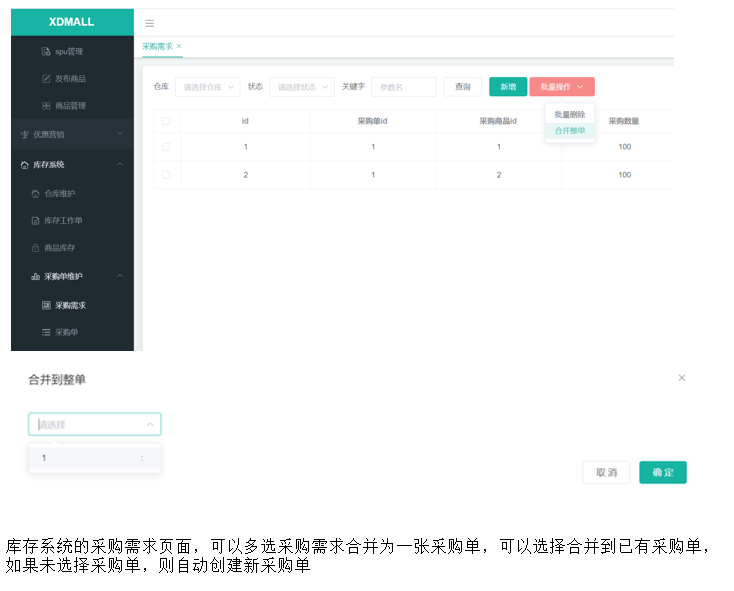 XDMALL
spu管理
发布商品
商品管理
优惠营销
库存系统
仓库维护
库存工作单
商品库存
采购单维护
采购需求
采购单
采购需求 ×
仓库 请选择仓库 状态 请选择状态 关键字 参数名 查询 新增 批量操作
批量删除
合并整单
id 采购单id 采购商品id 采购数量
1 1 1 100
2 1 2 100
合并到整单
请选择
1 :
取消 确定
库存系统的采购需求页面，可以多选采购需求合并为一张采购单，可以选择合并到已有采购单，
如果未选择采购单，则自动创建新采购单